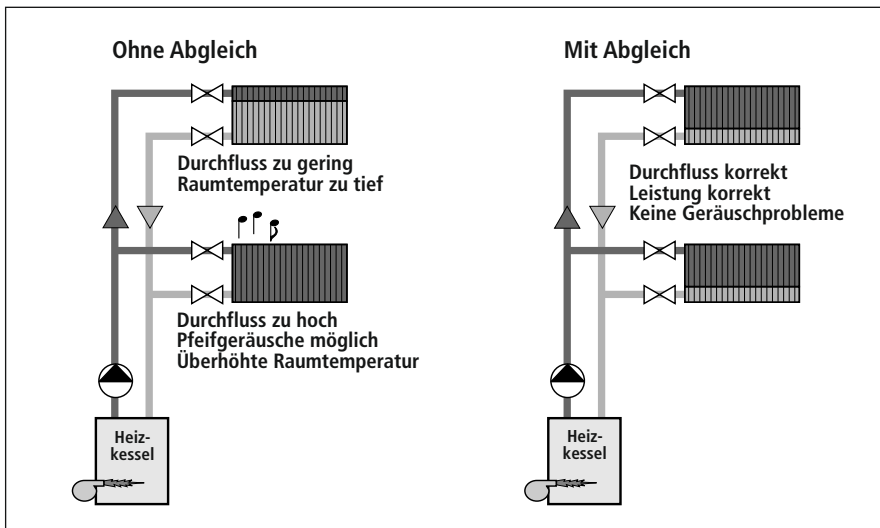 Ohne Abgleich
Durchfluss zu gering
Raumtemperatur zu tief
Durchfluss zu hoch
Pfeifgeräusche möglich
Überhöhte Raumtemperatur
Heiz-
kessel
Mit Abgleich
Durchfluss korrekt
Leistung korrekt
Keine Geräuschprobleme
Heiz-
kessel